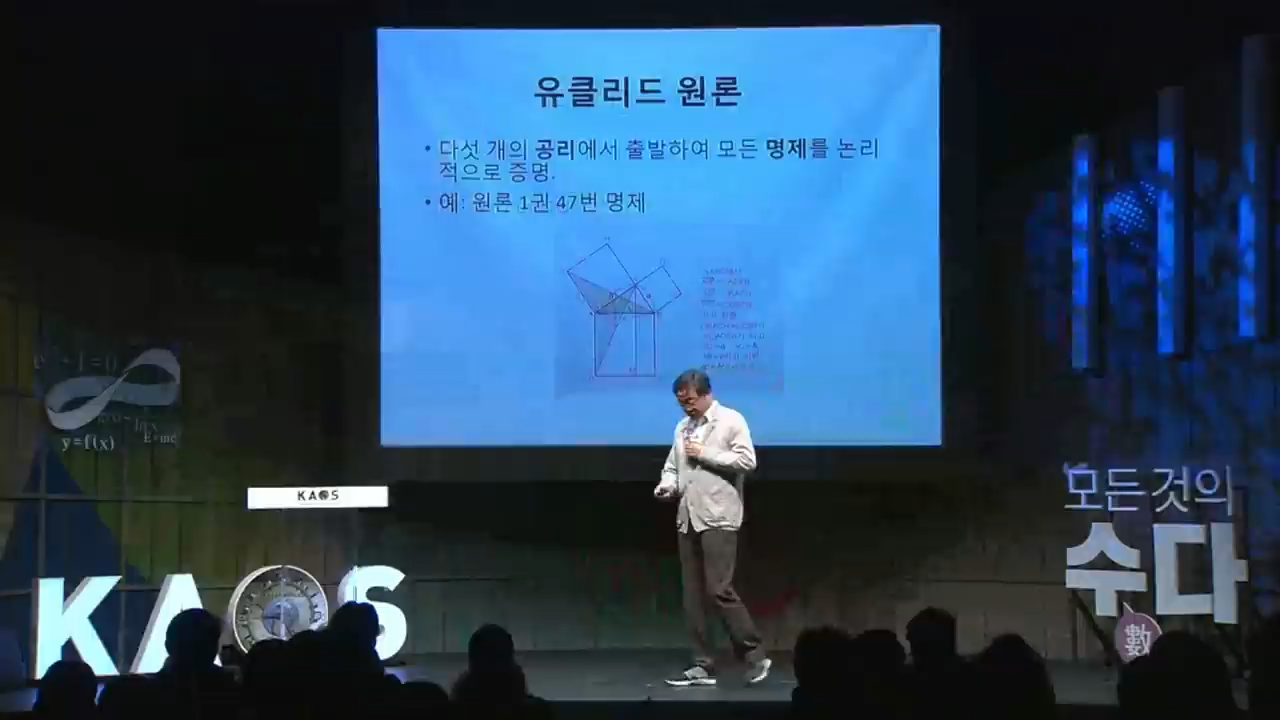 유클리드 원론
• 다섯 개의 공리에서 출발하여 모든 명제를 논리
적으로 증명.
• 예: 원론 1권 47번 명제
y=f(x)
KAOS
KAOS
모든 것의
수다
數